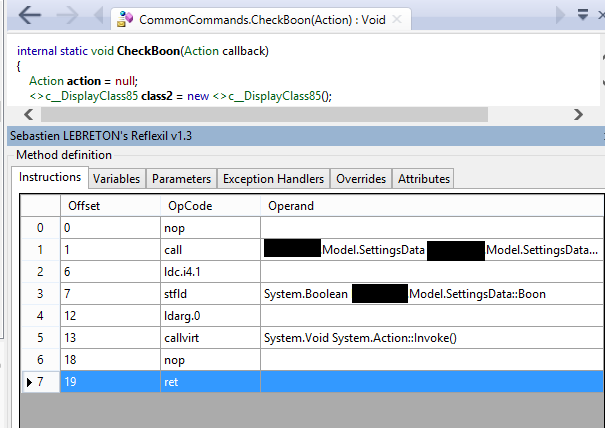 CommonCommands.CheckBoon(Action) : Void
internal static void CheckBoon(Action callback)
{
Action action = null;
<>c__DisplayClass85 class2 = new <>c__DisplayClass85();
Sebastien LEBRETON's Reflexil v1.3
Method definition
Instructions Variables Parameters Exception Handlers Overrides Attributes
Offset OpCode Operand
0 0 nop
1 1 call Model.SettingsData Model.SettingsData...
2 6 ldc.i4.1
3 7 stfld System.Boolean Model.SettingsData::Boon
4 12 ldarg.0
5 13 callvirt System.Void System.Action::Invoke()
6 18 nop
7 19 ret